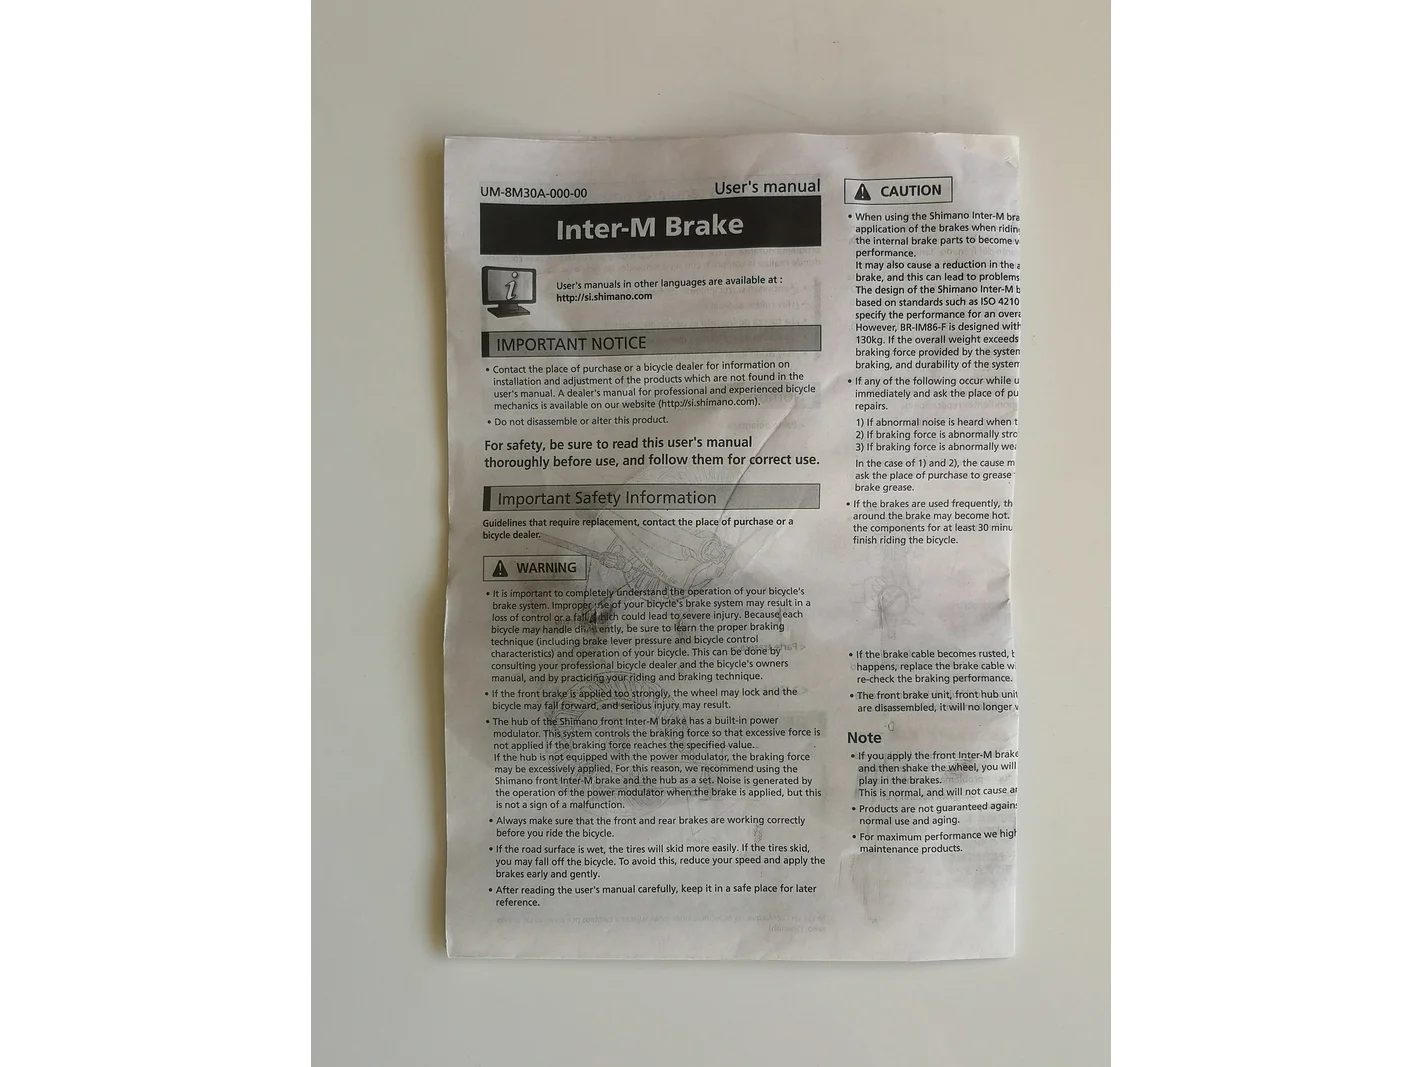 UM-8M30A-000-00
User's manual
Inter-M Brake
User's manuals in other languages are available at :
http://si.shimano.com
IMPORTANT NOTICE
• Contact the place of purchase or a bicycle dealer for information on
installation and adjustment of the products which are not found in the
user's manual. A dealer's manual for professional and experienced bicycle
mechanics is available on our website (http://si.shimano.com).
• Do not disassemble or alter this product.
For safety, be sure to read this user's manual
thoroughly before use, and follow them for correct use.
Important Safety Information
Guidelines that require replacement, contact the place of purchase or a
bicycle dealer.
WARNING
• It is important to completely understand the operation of your bicycle's
brake system. Improper use of your bicycle's brake system may result in a
loss of control or a fall, which could lead to severe injury. Because each
bicycle may handle differently, be sure to learn the proper braking
technique (including brake lever pressure and bicycle control
characteristics) and operation of your bicycle. This can be done by
consulting your professional bicycle dealer and the bicycle's owners
manual, and by practicing your riding and braking technique.
• If the front brake is applied too strongly, the wheel may lock and the
bicycle may fall forward, and serious injury may result.
• The hub of the Shimano front Inter-M brake has a built-in power
modulator. This system controls the braking force so that excessive force is
not applied if the braking force reaches the specified value.
If the hub is not equipped with the power modulator, the braking force
may be excessively applied. For this reason, we recommend using the
Shimano front Inter-M brake and the hub as a set. Noise is generated by
the operation of the power modulator when the brake is applied, but this
is not a sign of a malfunction.
• Always make sure that the front and rear brakes are working correctly
before you ride the bicycle.
• If the road surface is wet, the tires will skid more easily. If the tires skid,
you may fall off the bicycle. To avoid this, reduce your speed and apply the
brakes early and gently.
• After reading the user's manual carefully, keep it in a safe place for later
reference.
CAUTION
• When using the Shimano Inter-M bra
application of the brakes when ridin
the internal brake parts to become
performance.
It may also cause a reduction in the
brake, and this can lead to problems
The design of the Shimano Inter-M b
based on standards such as ISO 4210
specify the performance for an overa
However, BR-IM86-F is designed with
130kg. If the overall weight exceeds
braking force provided by the system
braking, and durability of the system
• If any of the following occur while u
immediately and ask the place of pu
repairs.
1) If abnormal noise is heard when t
2) If braking force is abnormally stro
3) If braking force is abnormally wea
In the case of 1) and 2), the cause m
ask the place of purchase to grease
brake grease.
• If the brakes are used frequently, th
around the brake may become hot.
the components for at least 30 minu
finish riding the bicycle.
• If the brake cable becomes rusted, b
happens, replace the brake cable w
re-check the braking performance.
• The front brake unit, front hub unit
are disassembled, it will no longer
Note
• If you apply the front Inter-M brake
and then shake the wheel, you will
play in the brakes.
This is normal, and will not cause an
• Products are not guaranteed against
normal use and aging.
• For maximum performance we high
maintenance products.